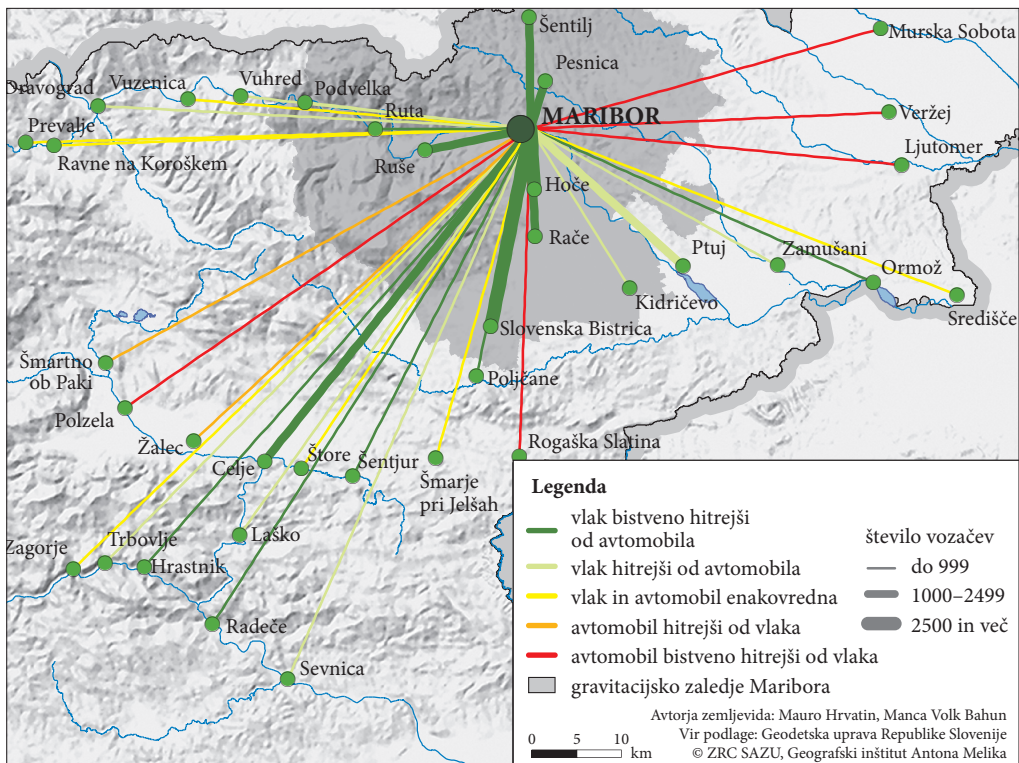 Šentilj
Murska Sobota
Pesnica
Dravograd
Vuzenica
Vuhred
Podvelka
Ruta
MARIBOR
Veržej
Prevalje
Ravne na Koroškem
Ruše
Ljutomer
Hoče
Rače
Ptuj
Zamušani
Ormož
Kidričevo
Središče
Slovenska Bistrica
Šmartno
ob Paki
Poljčane
Polzela
Žalec
Celje
Štore
Šentjur
Šmarje
pri Jelšah
Rogaška Slatina
Zagorje
Trbovlje
Hrastnik
Laško
Radeče
Sevnica
Legenda
vlak bistveno hitrejši
od avtomobila
vlak hitrejši od avtomobila
vlak in avtomobil enakovredna
avtomobil hitrejši od vlaka
avtomobil bistveno hitrejši od vlaka
gravitacijsko zaledje Maribora
število vozačev
do 999
1000–2499
2500 in več
Avtorja zemljevida: Mauro Hrvatin, Manca Volk Bahun
Vir podlage: Geodetska uprava Republike Slovenije
© ZRC SAZU, Geografski inštitut Antona Melika
0 5 10
km